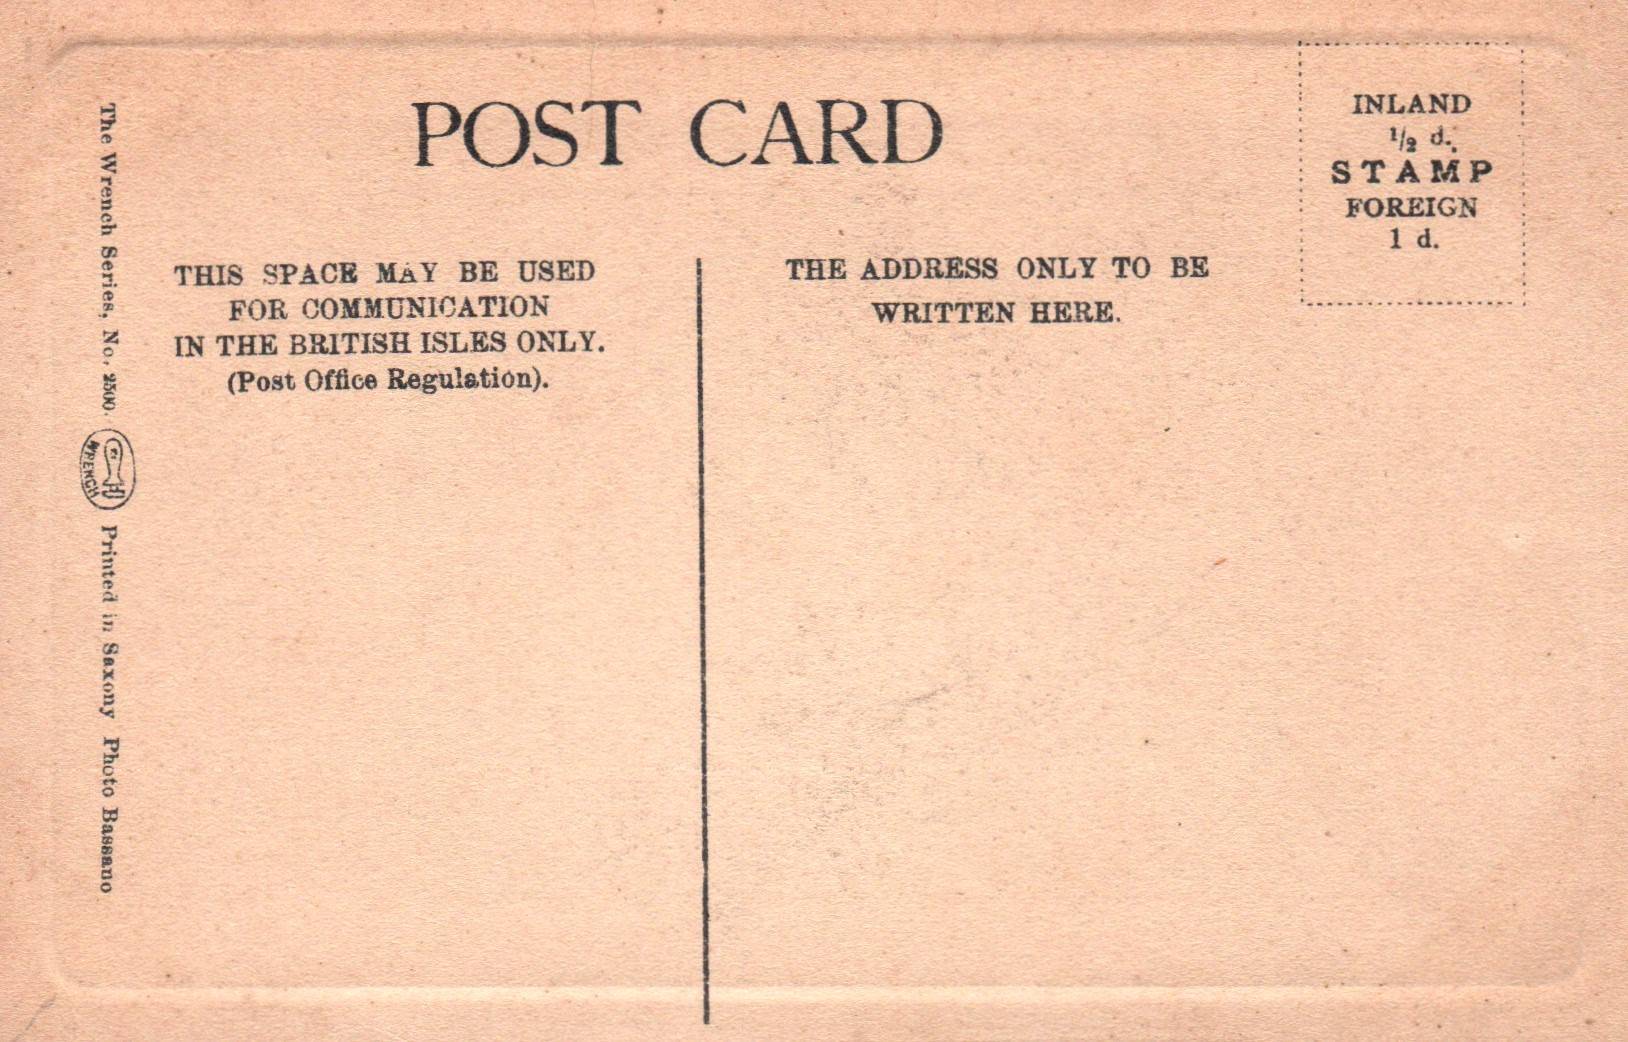 POST CARD
INLAND
1/2 d.
STAMP
FOREIGN
1 d.
THIS SPACE MAY BE USED
FOR COMMUNICATION
IN THE BRITISH ISLES ONLY.
(Post Office Regulation).
THE ADDRESS ONLY TO BE
WRITTEN HERE.
The Wrench Series, No. 2500. WRENCH Printed in Saxony Photo Bassano